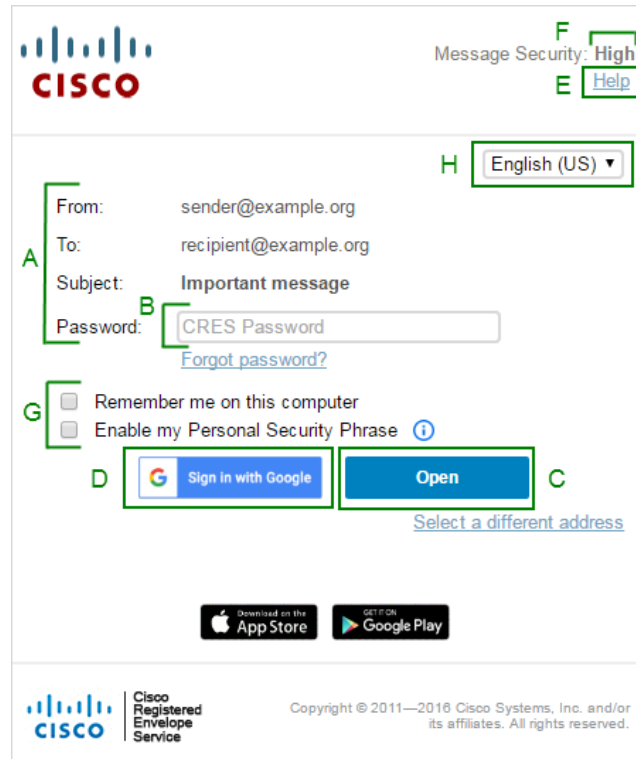 CISCO
F
Message Security: High
E Help
H English (US)
From: sender@example.org
To: recipient@example.org
A
Subject: Important message
B
Password: CRES Password
Forgot password?
G
Remember me on this computer
Enable my Personal Security Phrase i
D G Sign in with Google Open C
Select a different address
Download on the
App Store
GET IT ON
Google Play
CISCO
Cisco
Registered
Envelope
Service
Copyright © 2011—2016 Cisco Systems, Inc. and/or
its affiliates. All rights reserved.